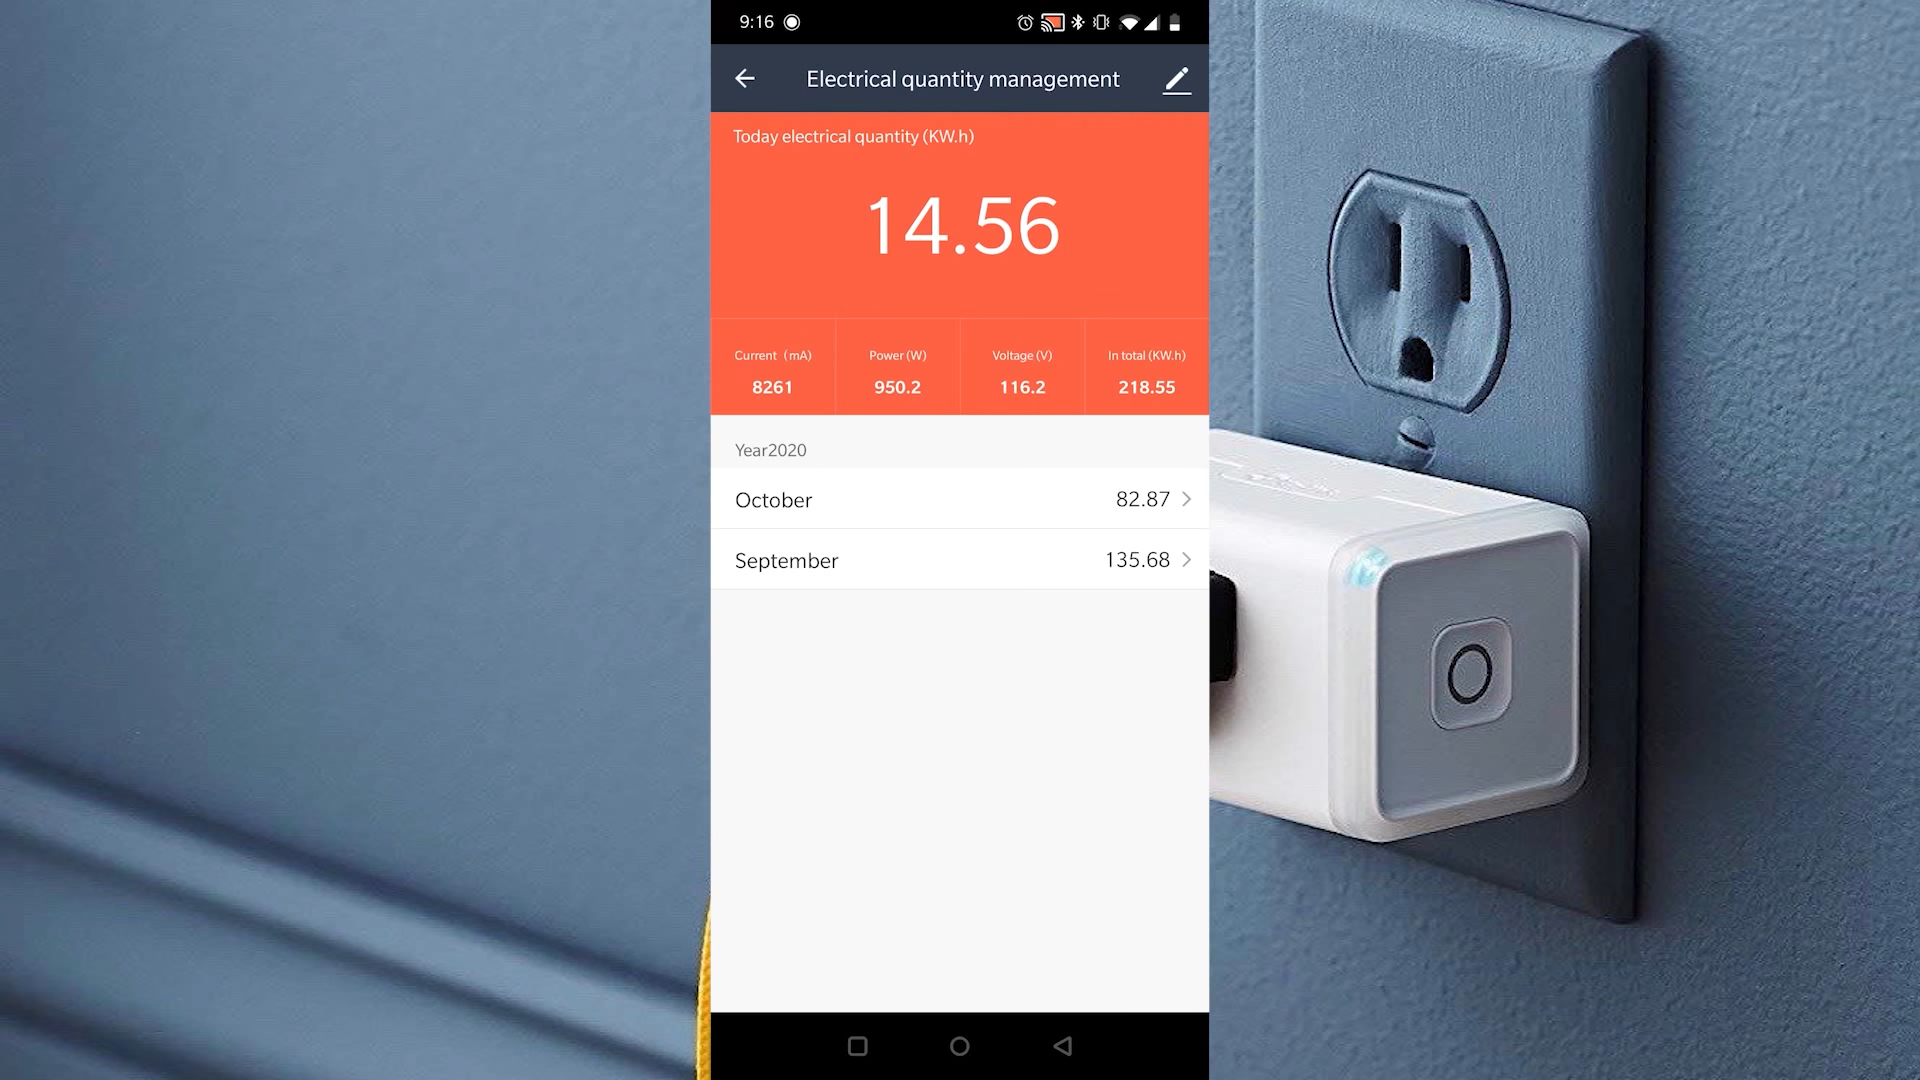 9:16
Electrical quantity management
Today electrical quantity (KW.h)
14.56
Current (mA) Power (W) Voltage (V) In total (KW.h)
8261 950.2 116.2 218.55
Year2020
October 82.87
September 135.68